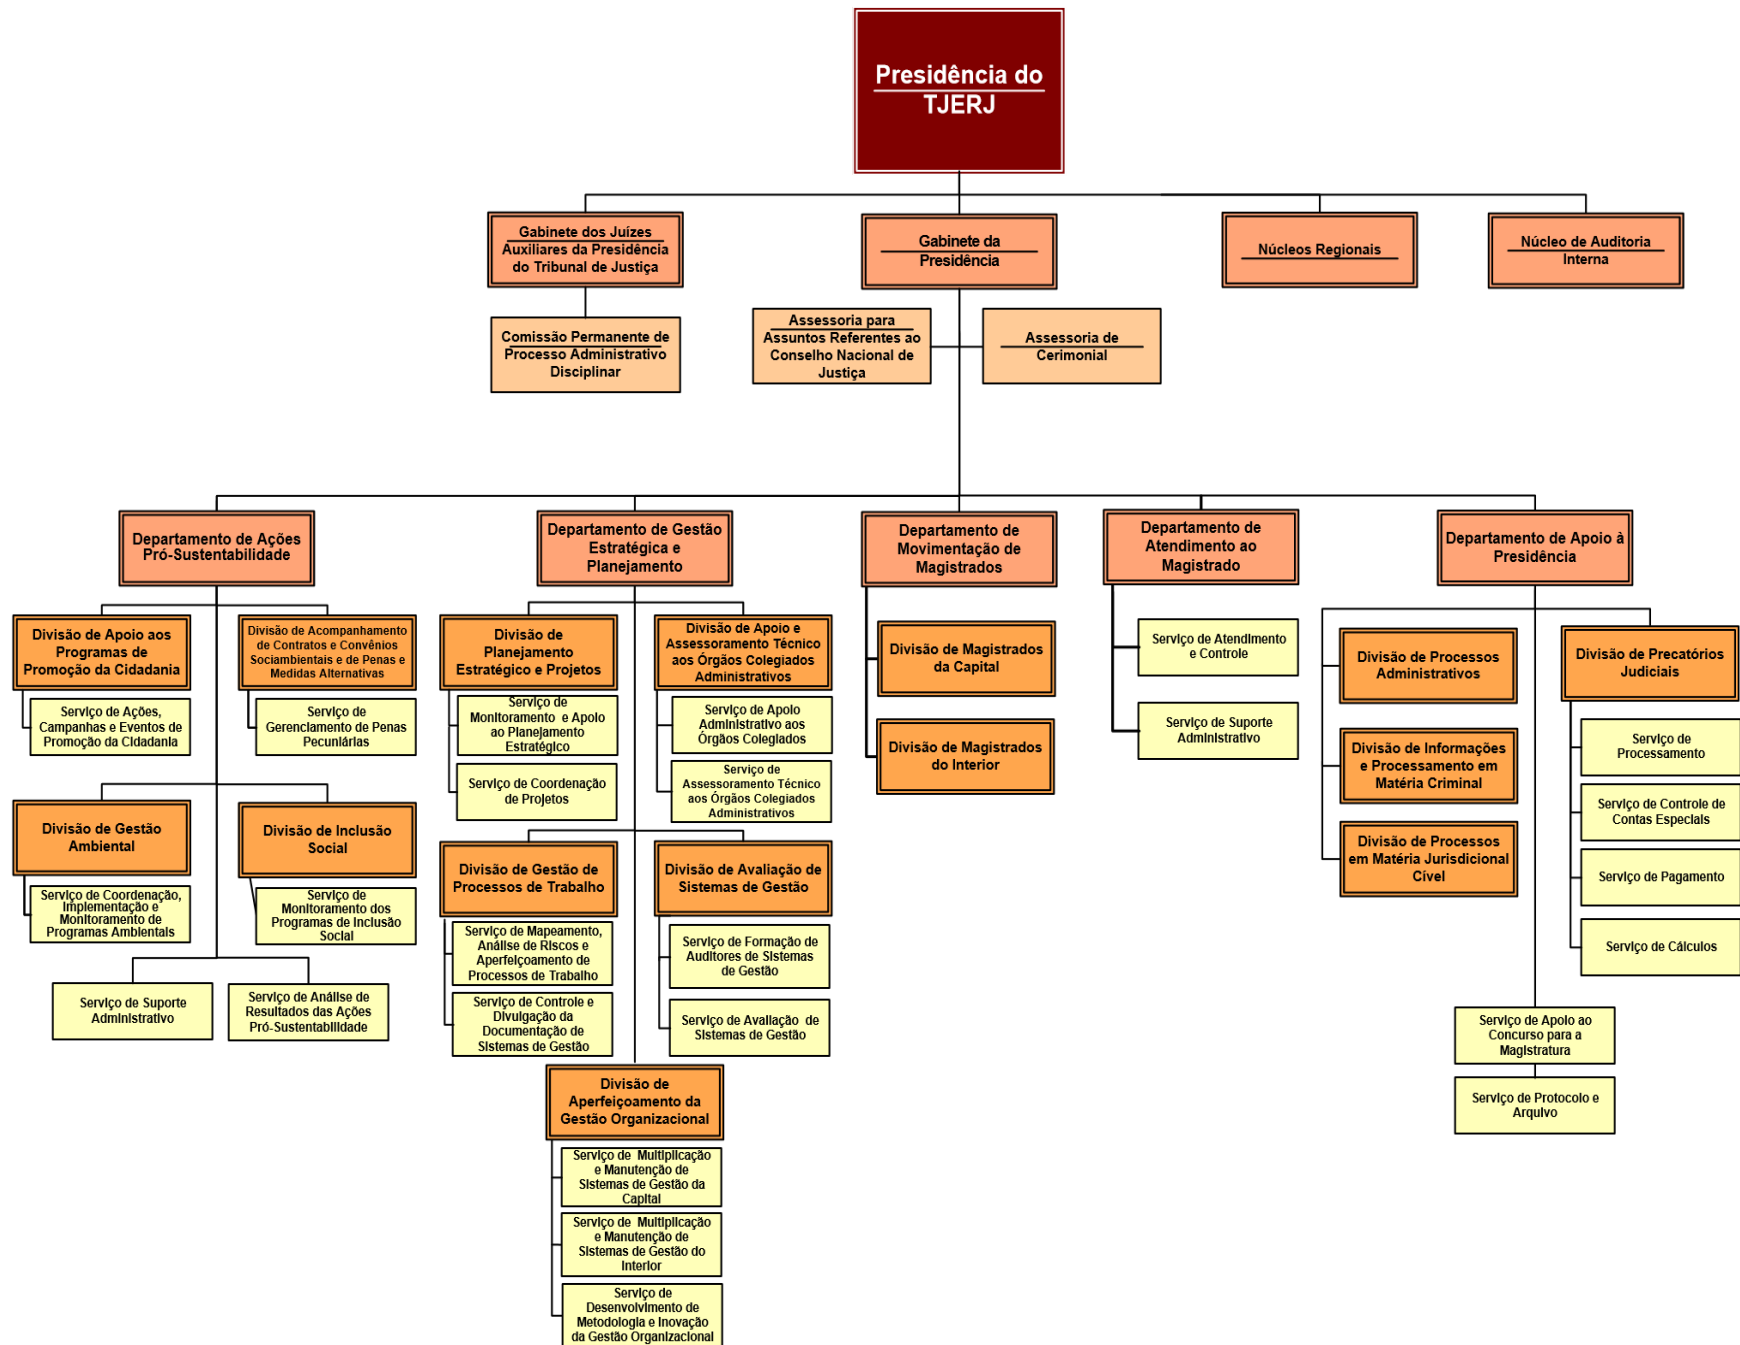 Presidência do
TJERJ
Gabinete dos Juízes
Auxiliares da Presidência
do Tribunal de Justiça
Gabinete da
Presidência
Núcleos Regionais
Núcleo de Auditoria
Interna
Comissão Permanente de
Processo Administrativo
Disciplinar
Assessoria para
Assuntos Referentes ao
Conselho Nacional de
Justiça
Assessoria de
Cerimonial
Departamento de Ações
Pró-Sustentabilidade
Divisão de Apoio aos
Programas de
Promoção da Cidadania
Serviço de Ações,
Campanhas e Eventos de
Promoção da Cidadania
Divisão de Acompanhamento
de Contratos e Convênios
Sociambientais e de Penas e
Medidas Alternativas
Serviço de
Gerenciamento de Penas
Pecuniárias
Divisão de Gestão
Ambiental
Serviço de Coordenação,
Implementação e
Monitoramento de
Programas Ambientais
Divisão de Inclusão
Social
Serviço de
Monitoramento dos
Programas de Inclusão
Social
Serviço de Suporte
Administrativo
Serviço de Análise de
Resultados das Ações
Pró-Sustentabilidade
Departamento de Gestão
Estratégica e
Planejamento
Divisão de
Planejamento
Estratégico e Projetos
Serviço de
Monitoramento e Apoio
ao Planejamento
Estratégico
Serviço de Coordenação
de Projetos
Divisão de Apoio e
Assessoramento Técnico
aos Órgãos Colegiados
Administrativos
Serviço de Apoio
Administrativo aos
Órgãos Colegiados
Serviço de
Assessoramento Técnico
aos Órgãos Colegiados
Administrativos
Divisão de Gestão de
Processos de Trabalho
Serviço de Mapeamento,
Análise de Riscos e
Aperfeiçoamento de
Processos de Trabalho
Serviço de Controle e
Divulgação da
Documentação de
Sistemas de Gestão
Divisão de Avaliação de
Sistemas de Gestão
Serviço de Formação de
Auditores de Sistemas
de Gestão
Serviço de Avaliação de
Sistemas de Gestão
Divisão de
Aperfeiçoamento da
Gestão Organizacional
Serviço de Multiplicação
e Manutenção de
Sistemas de Gestão da
Capital
Serviço de Multiplicação
e Manutenção de
Sistemas de Gestão do
Interior
Serviço de
Desenvolvimento de
Metodologia e Inovação
da Gestão Organizacional
Departamento de
Movimentação de
Magistrados
Divisão de Magistrados
da Capital
Divisão de Magistrados
do Interior
Departamento de
Atendimento ao
Magistrado
Serviço de Atendimento
e Controle
Serviço de Suporte
Administrativo
Departamento de Apoio à
Presidência
Divisão de Processos
Administrativos
Divisão de Informações
e Processamento em
Matéria Criminal
Divisão de Processos
em Matéria Jurisdicional
Cível
Divisão de Precatórios
Judiciais
Serviço de
Processamento
Serviço de Controle de
Contas Especiais
Serviço de Pagamento
Serviço de Cálculos
Serviço de Apoio ao
Concurso para a
Magistratura
Serviço de Protocolo e
Arquivo